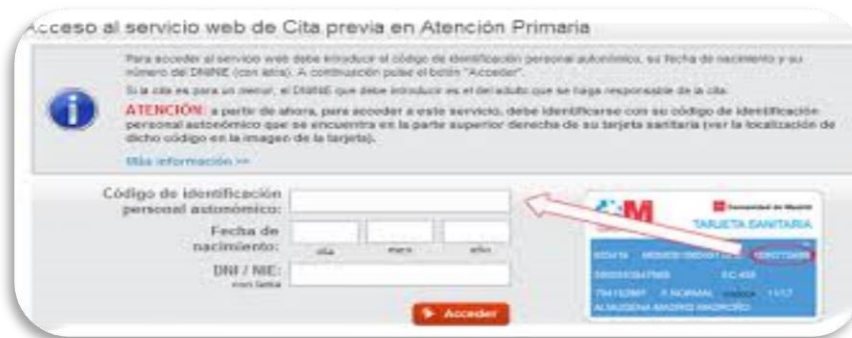 Acceso al servicio web de Cita previa en Atención Primaria
Para acceder al servicio web debe introducir el código de identificación personal autonómico, su fecha de nacimiento y su
número del DNI/NIE (con letra). A continuación pulse el botón "Acceder".
Si la cita es para un menor, el DNI/NIE que debe introducir es el del adulto que se haga responsable de la cita.
ATENCIÓN: a partir de ahora, para acceder a este servicio, debe identificarse con su código de identificación
personal autonómico que se encuentra en la parte superior derecha de su tarjeta sanitaria (ver la localización de
dicho código en la imagen de la tarjeta).
Más información >>
Código de identificación
personal autonómico:
Fecha de
nacimiento:
día mes año
DNI / NIE:
con letra
Acceder
Comunidad de Madrid
TARJETA SANITARIA